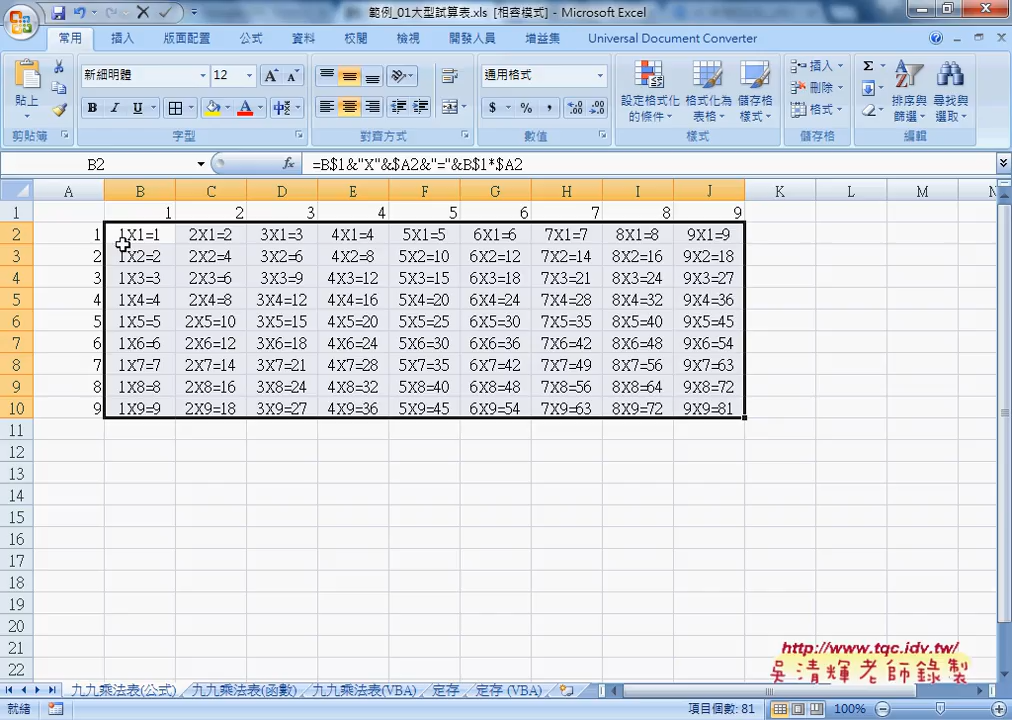 範例_01大型試算表.xls [相容模式] - Microsoft Excel
常用 插入 版面配置 公式 資料 校閱 檢視 開發人員 增益集 Universal Document Converter
貼上 新細明體 12 通用格式 設定格式化的條件 格式化為表格 儲存格樣式 插入 刪除 格式 排序與篩選 尋找與選取
剪貼簿 字型 對齊方式 數值 樣式 儲存格 編輯
B2 fx =B$1&"X"&$A2&"="&B$1*$A2
A B C D E F G H I J K L M N
1 1 2 3 4 5 6 7 8 9
2 1 1X1=1 2X1=2 3X1=3 4X1=4 5X1=5 6X1=6 7X1=7 8X1=8 9X1=9
3 2 1X2=2 2X2=4 3X2=6 4X2=8 5X2=10 6X2=12 7X2=14 8X2=16 9X2=18
4 3 1X3=3 2X3=6 3X3=9 4X3=12 5X3=15 6X3=18 7X3=21 8X3=24 9X3=27
5 4 1X4=4 2X4=8 3X4=12 4X4=16 5X4=20 6X4=24 7X4=28 8X4=32 9X4=36
6 5 1X5=5 2X5=10 3X5=15 4X5=20 5X5=25 6X5=30 7X5=35 8X5=40 9X5=45
7 6 1X6=6 2X6=12 3X6=18 4X6=24 5X6=30 6X6=36 7X6=42 8X6=48 9X6=54
8 7 1X7=7 2X7=14 3X7=21 4X7=28 5X7=35 6X7=42 7X7=49 8X7=56 9X7=63
9 8 1X8=8 2X8=16 3X8=24 4X8=32 5X8=40 6X8=48 7X8=56 8X8=64 9X8=72
10 9 1X9=9 2X9=18 3X9=27 4X9=36 5X9=45 6X9=54 7X9=63 8X9=72 9X9=81
11
12
13
14
15
16
17
18
19
20
21
22
http://www.tqc.idv.tw/
吳清輝老師錄製
九九乘法表(公式) 九九乘法表(函數) 九九乘法表(VBA) 定存 定存 (VBA)
就緒 項目個數: 81 100%